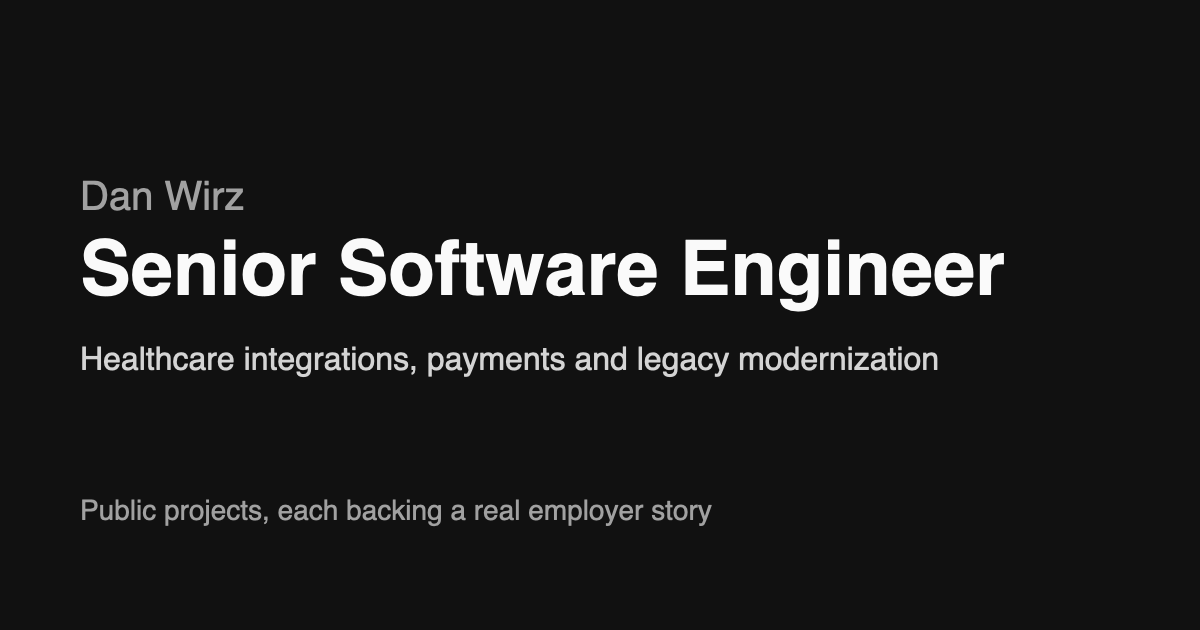 Dan Wirz
Senior Software Engineer
Healthcare integrations, payments and legacy modernization
Public projects, each backing a real employer story